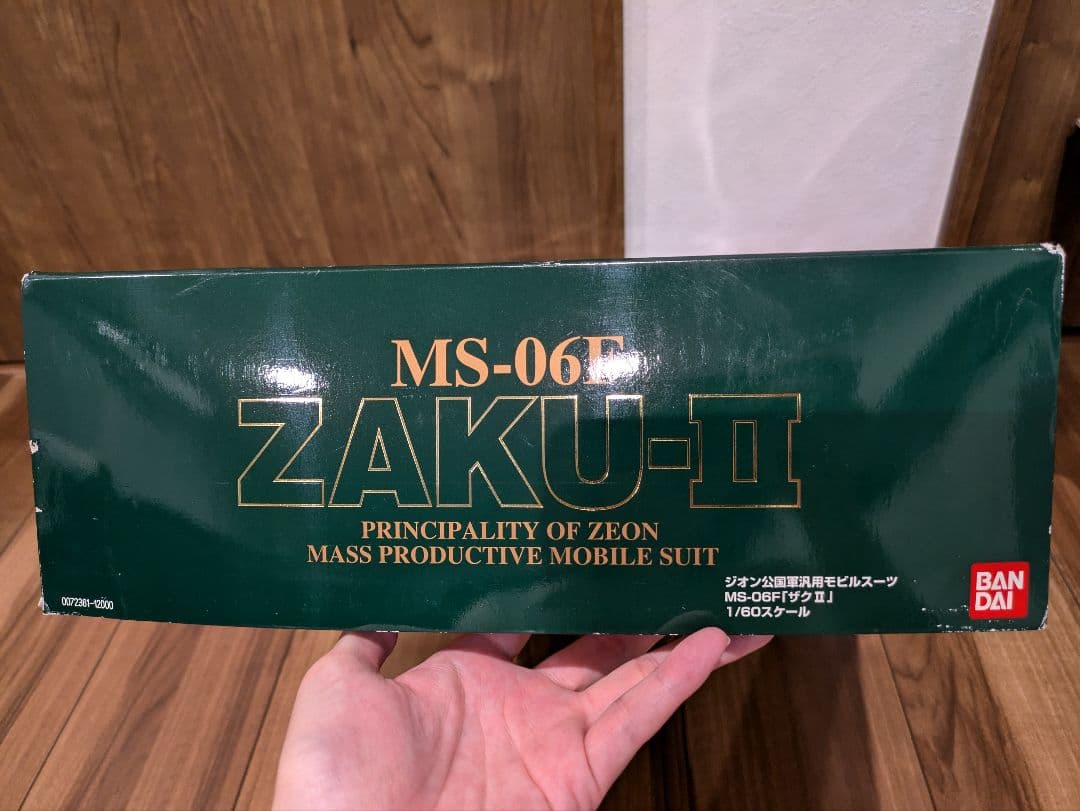 MS-06F
ZAKU-II
PRINCIPALITY OF ZEON
MASS PRODUCTIVE MOBILE SUIT
ジオン公国軍汎用モビルスーツ
MS-06F「ザクⅡ」
1/60スケール
BAN
DAI
0072361-12000